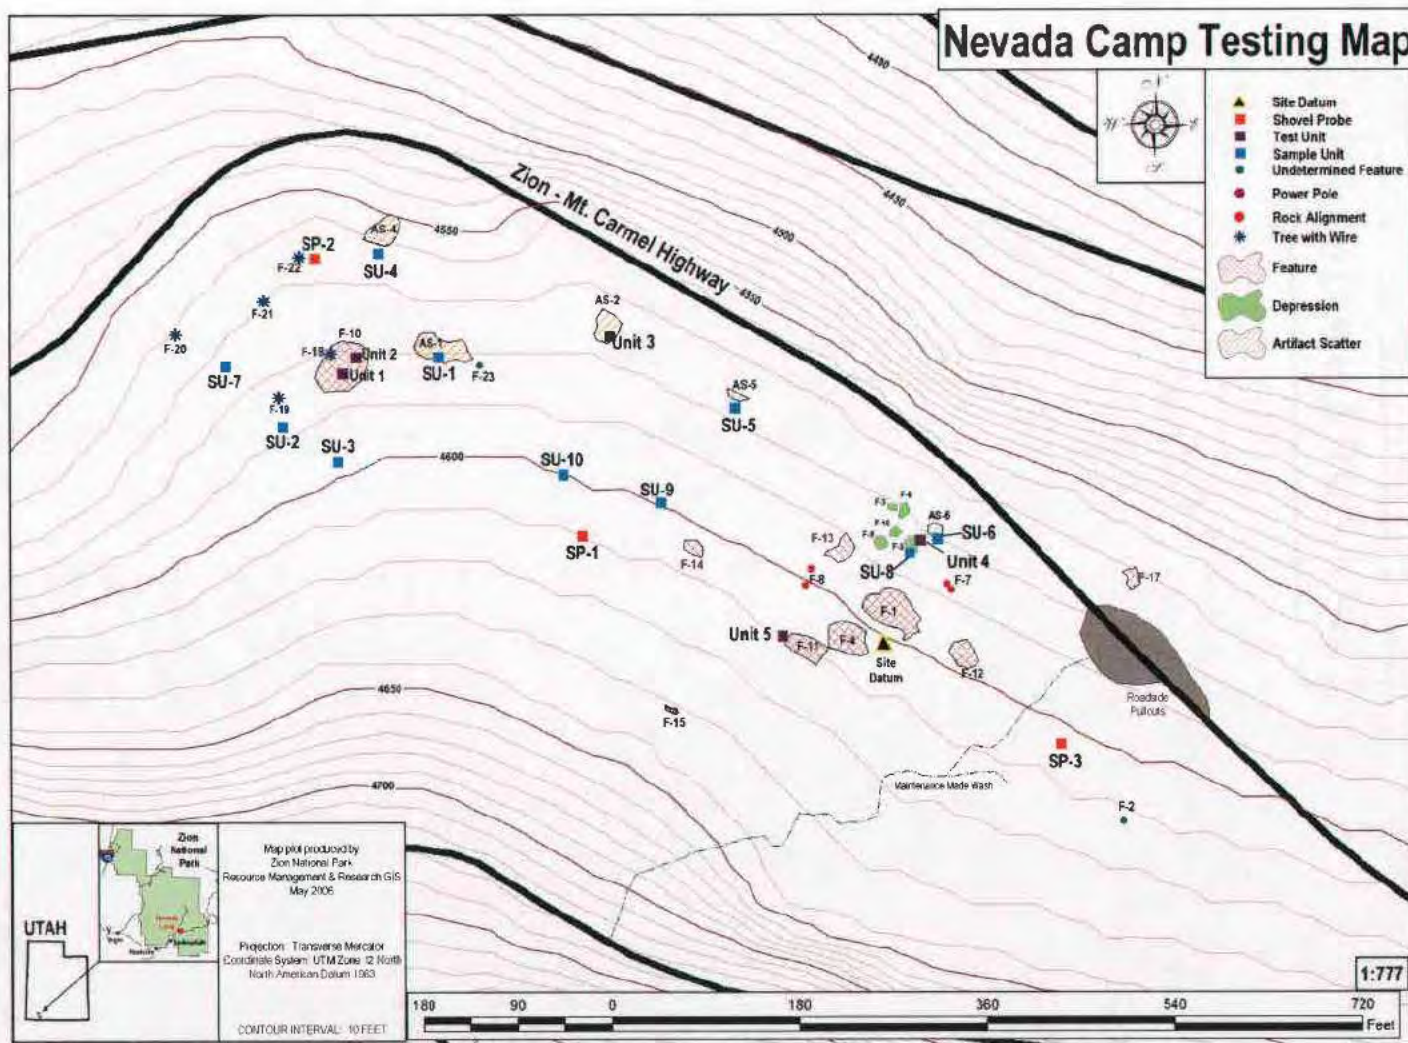 Nevada Camp Testing Map
Site Datum
Shovel Probe
Test Unit
Sample Unit
Undetermined Feature
Power Pole
Rock Alignment
Tree with Wire
Feature
Depression
Artifact Scatter
4450
4450
4500
4550
4550
Zion - Mt. Carmel Highway
SP-2
F-22
AS-4
SU-4
F-21
F-20
AS-2
Unit 3
F-10
F-18
Unit 2
Unit 1
AS-1
SU-1
F-23
SU-7
F-19
SU-2
SU-3
AS-5
SU-5
4600
SU-10
SU-9
SP-1
F-14
F-13
AS-6
SU-6
SU-8
Unit 4
F-8
F-7
F-17
F-1
Unit 5
F-11
F-4
Site
Datum
F-12
Roadside
Pullouts
4650
F-15
SP-3
Maintenance Made Wash
F-2
4700
Zion
National
Park
UTAH
Map plot produced by
Zion National Park
Resource Management & Research GIS
May 2006
Projection: Transverse Mercator
Coordinate System: UTM Zone 12 North
North American Datum 1983
CONTOUR INTERVAL: 10 FEET
1:777
180 90 0 180 360 540 720
Feet